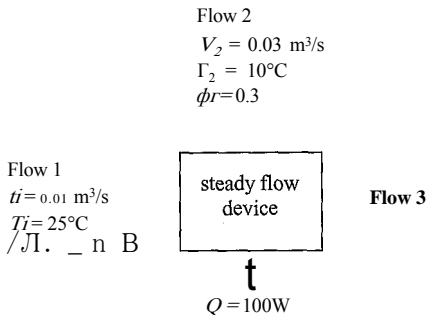 Flow 2
V₂ = 0.03 m³/s
Γ₂ = 10°C
фг=0.3
Flow 1
ti= 0.01 m³/s
Ti= 25°C
/Л. _ n B
steady flow
device
Flow 3
t
Q = 100W